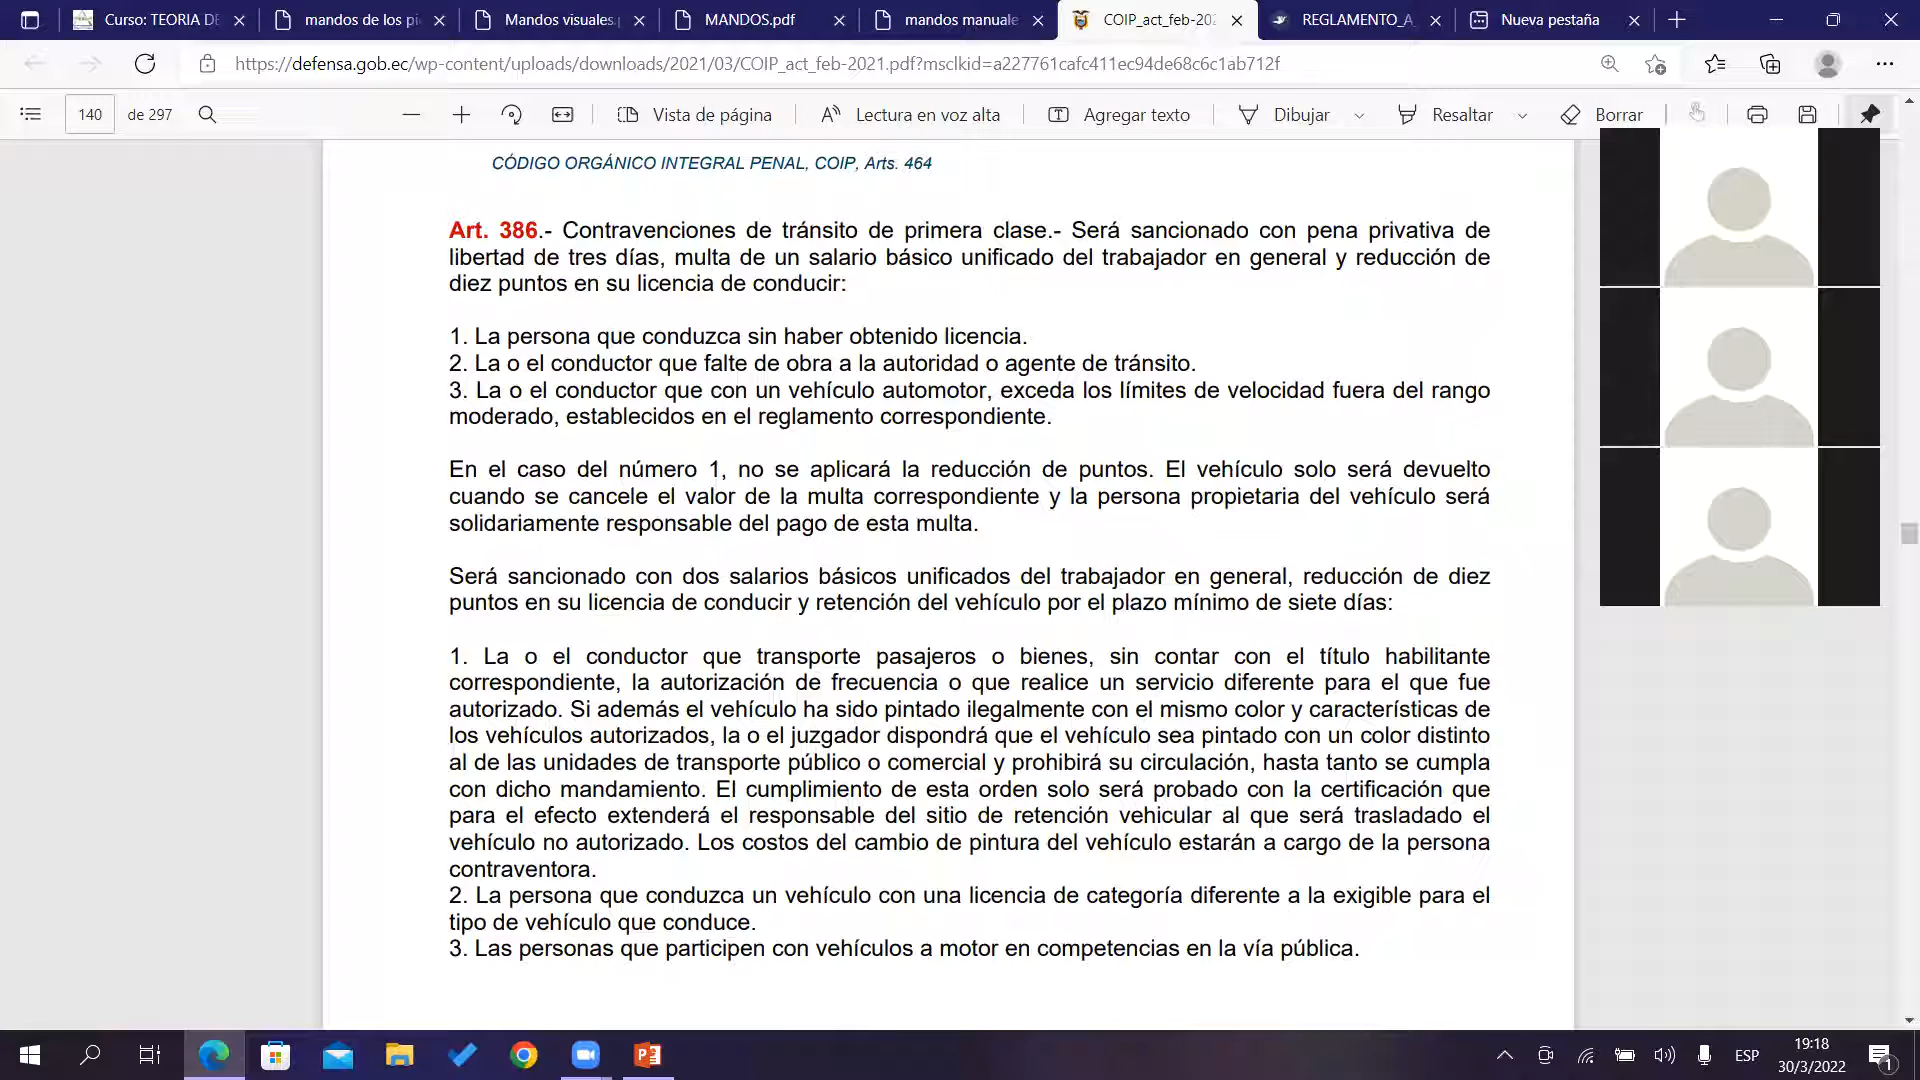 Curso: TEORIA DE
mandos de los pi
Mandos visuales.p
MANDOS.pdf
mandos manuale
COIP_act_feb-202
REGLAMENTO_A
Nueva pestaña
https://defensa.gob.ec/wp-content/uploads/downloads/2021/03/COIP_act_feb-2021.pdf?msclkid=a227761cafc411ec94de68c6c1ab712f
140 de 297
Vista de página
Lectura en voz alta
Agregar texto
Dibujar
Resaltar
Borrar
CÓDIGO ORGÁNICO INTEGRAL PENAL, COIP, Arts. 464
Art. 386.- Contravenciones de tránsito de primera clase.- Será sancionado con pena privativa de
libertad de tres días, multa de un salario básico unificado del trabajador en general y reducción de
diez puntos en su licencia de conducir:
1. La persona que conduzca sin haber obtenido licencia.
2. La o el conductor que falte de obra a la autoridad o agente de tránsito.
3. La o el conductor que con un vehículo automotor, exceda los límites de velocidad fuera del rango
moderado, establecidos en el reglamento correspondiente.
En el caso del número 1, no se aplicará la reducción de puntos. El vehículo solo será devuelto
cuando se cancele el valor de la multa correspondiente y la persona propietaria del vehículo será
solidariamente responsable del pago de esta multa.
Será sancionado con dos salarios básicos unificados del trabajador en general, reducción de diez
puntos en su licencia de conducir y retención del vehículo por el plazo mínimo de siete días:
1. La o el conductor que transporte pasajeros o bienes, sin contar con el título habilitante
correspondiente, la autorización de frecuencia o que realice un servicio diferente para el que fue
autorizado. Si además el vehículo ha sido pintado ilegalmente con el mismo color y características de
los vehículos autorizados, la o el juzgador dispondrá que el vehículo sea pintado con un color distinto
al de las unidades de transporte público o comercial y prohibirá su circulación, hasta tanto se cumpla
con dicho mandamiento. El cumplimiento de esta orden solo será probado con la certificación que
para el efecto extenderá el responsable del sitio de retención vehicular al que será trasladado el
vehículo no autorizado. Los costos del cambio de pintura del vehículo estarán a cargo de la persona
contraventora.
2. La persona que conduzca un vehículo con una licencia de categoría diferente a la exigible para el
tipo de vehículo que conduce.
3. Las personas que participen con vehículos a motor en competencias en la vía pública.
ESP
19:18
30/3/2022
1